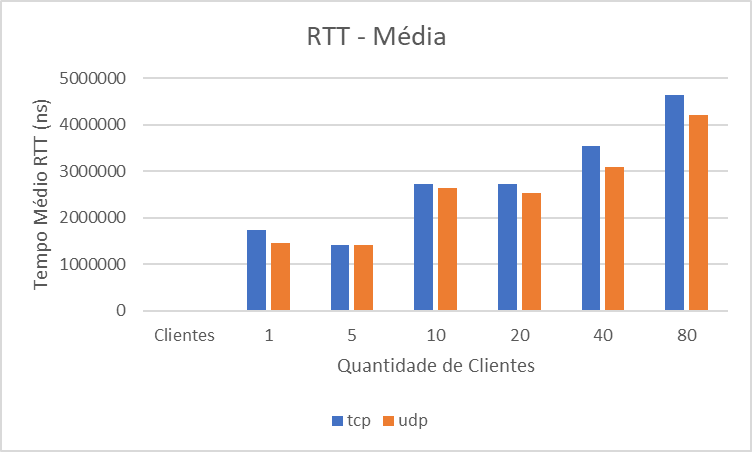 RTT - Média
Tempo Médio RTT (ns)
5000000
4000000
3000000
2000000
1000000
0
Clientes 1 5 10 20 40 80
Quantidade de Clientes
tcp udp